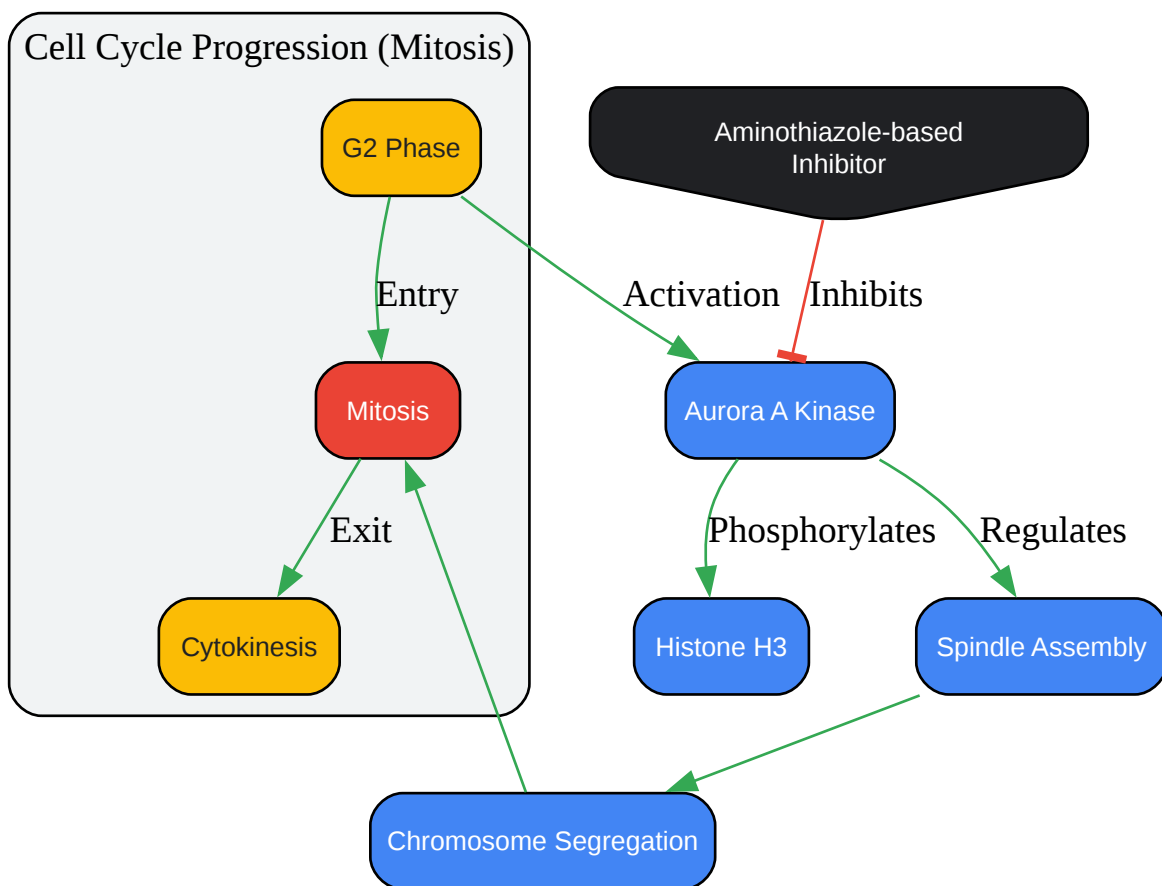 Cell Cycle Progression (Mitosis)
G2 Phase
Aminothiazole-based
Inhibitor
Entry
Activation
Inhibits
Mitosis
Aurora A Kinase
Exit
Phosphorylates
Regulates
Cytokinesis
Histone H3
Spindle Assembly
Chromosome Segregation